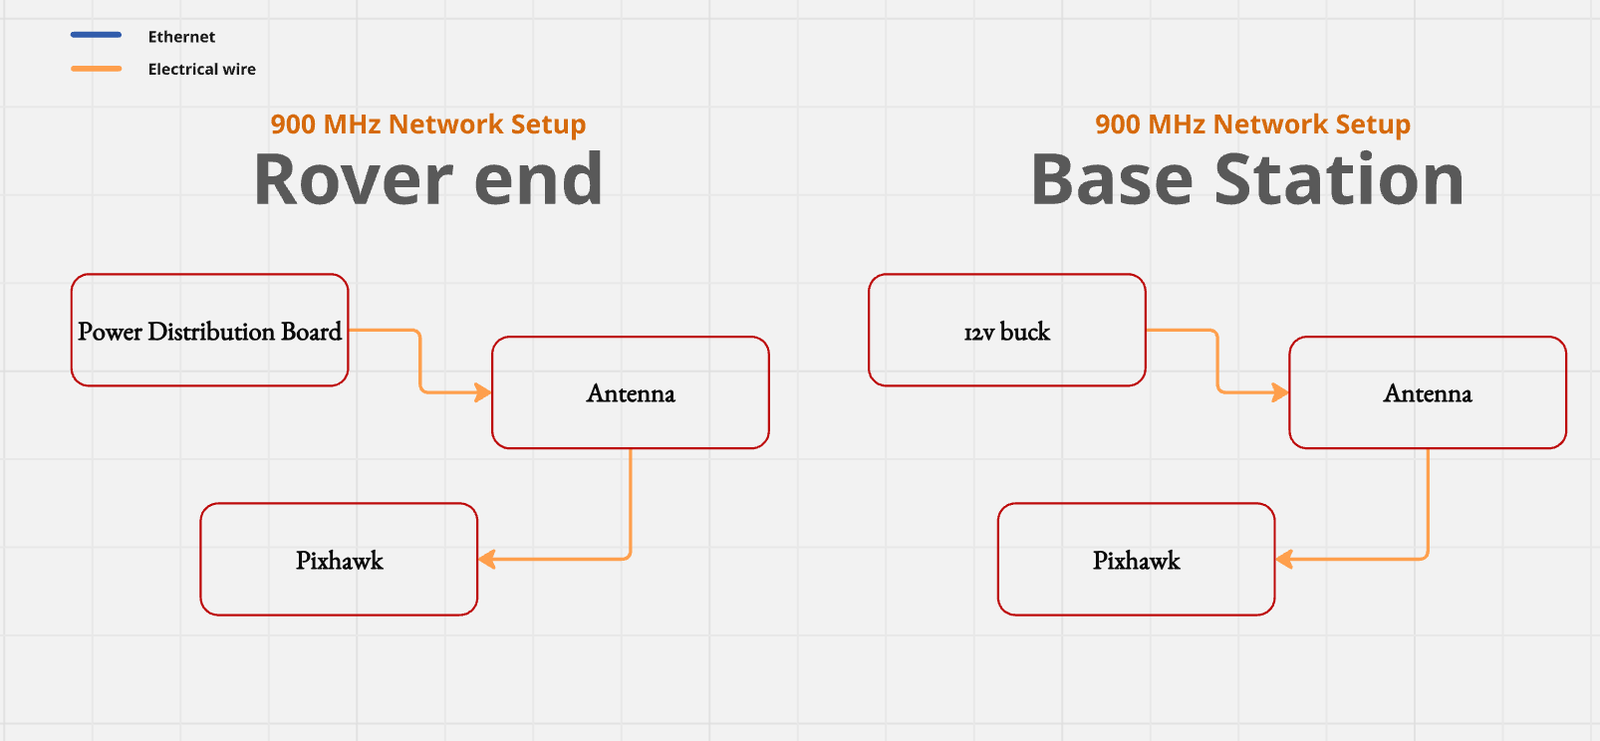 Ethernet
Electrical wire
900 MHz Network Setup
Rover end
Power Distribution Board
Antenna
Pixhawk
900 MHz Network Setup
Base Station
12v buck
Antenna
Pixhawk